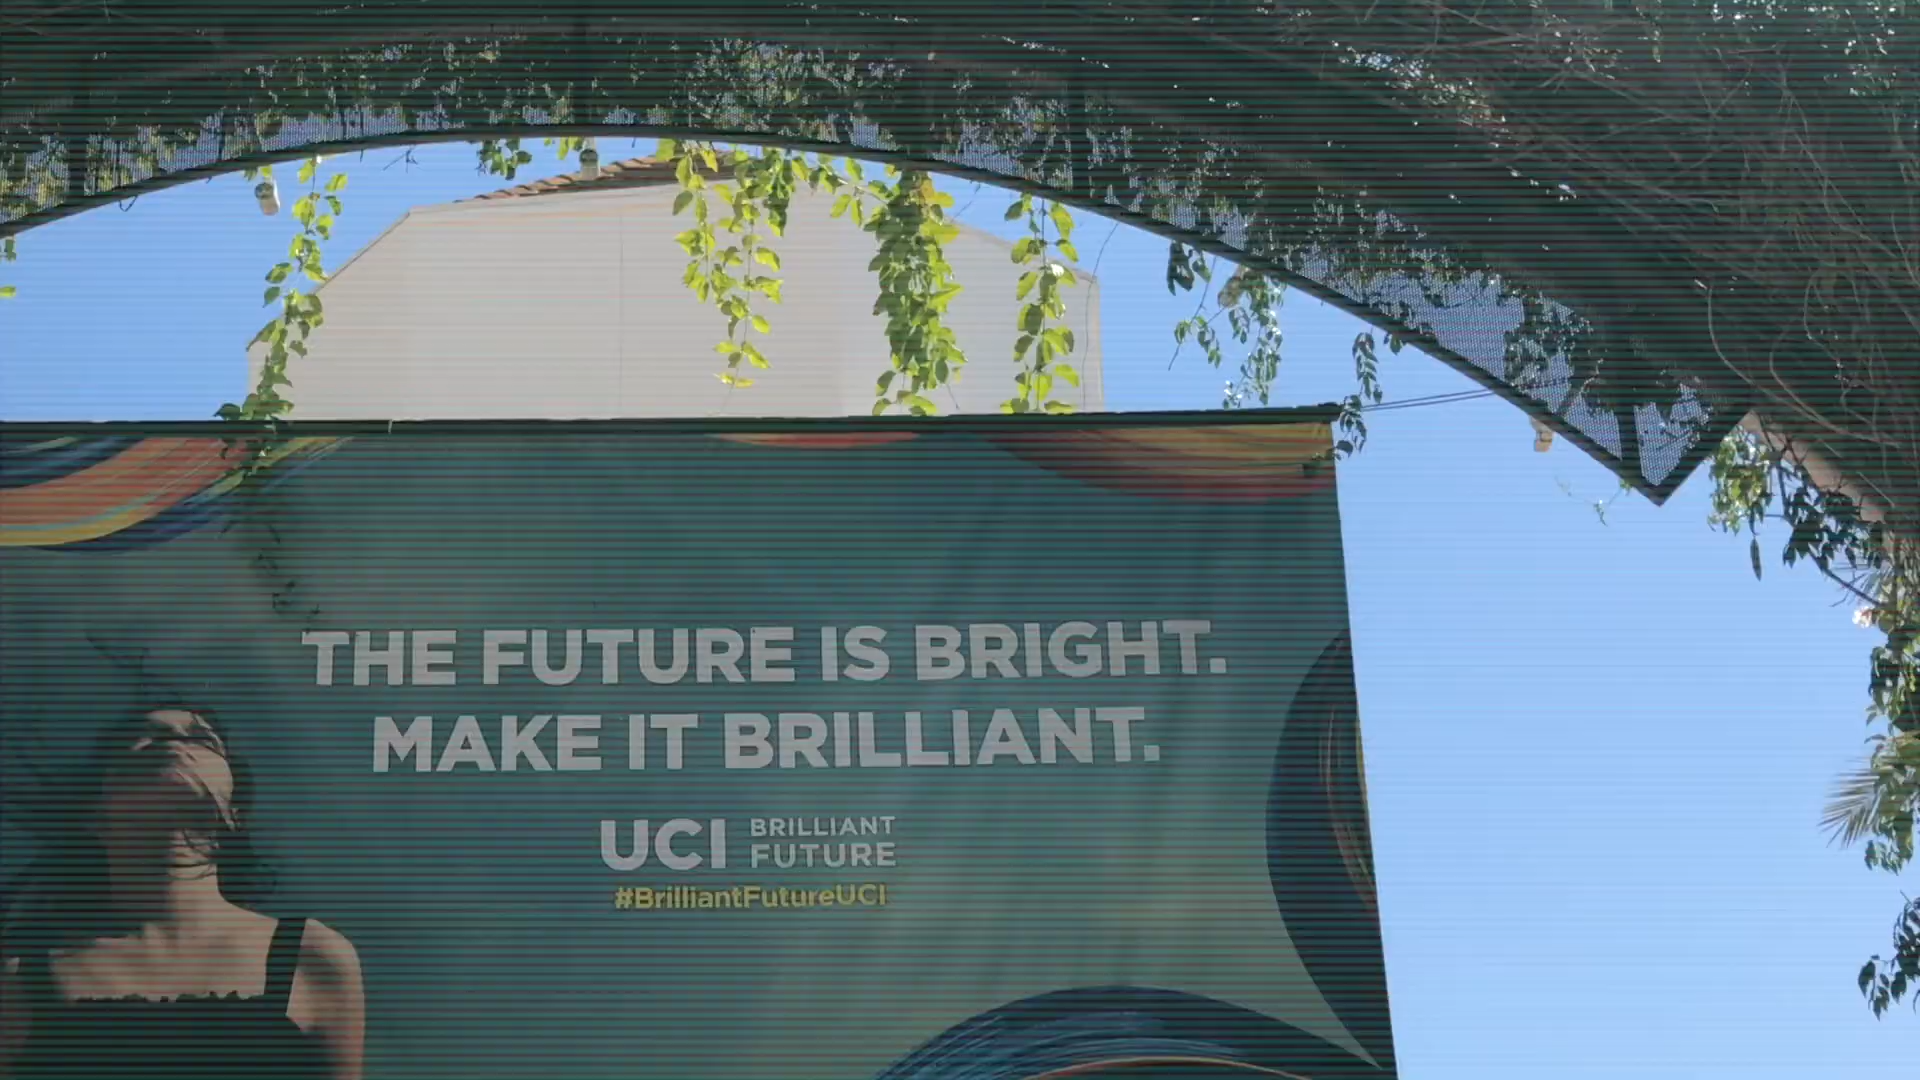 THE FUTURE IS BRIGHT.
MAKE IT BRILLIANT.
UCI BRILLIANT
FUTURE
#BrilliantFutureUCI